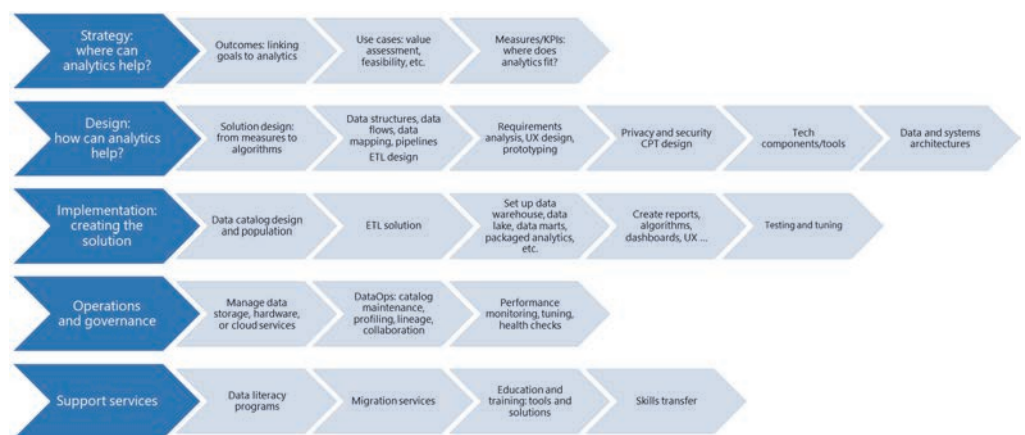 Strategy:
where can
analytics help?
Outcomes: linking
goals to analytics
Use cases: value
assessment,
feasibility, etc.
Measures/KPIs:
where does
analytics fit?
Design:
how can analytics
help?
Solution design:
from measures to
algorithms
Data structures, data
flows, data
mapping, pipelines
ETL design
Requirements
analysis, UX design,
prototyping
Privacy and security
CPT design
Tech
components/tools
Data and systems
architectures
Implementation:
creating the
solution
Data catalog design
and population
ETL solution
Set up data
warehouse, data
lake, data marts,
packaged analytics,
etc.
Create reports,
algorithms,
dashboards, UX ...
Testing and tuning
Operations
and governance
Manage data
storage, hardware,
or cloud services
DataOps: catalog
maintenance,
profiling, lineage,
collaboration
Performance
monitoring, tuning,
health checks
Support services
Data literacy
programs
Migration services
Education and
training: tools and
solutions
Skills transfer